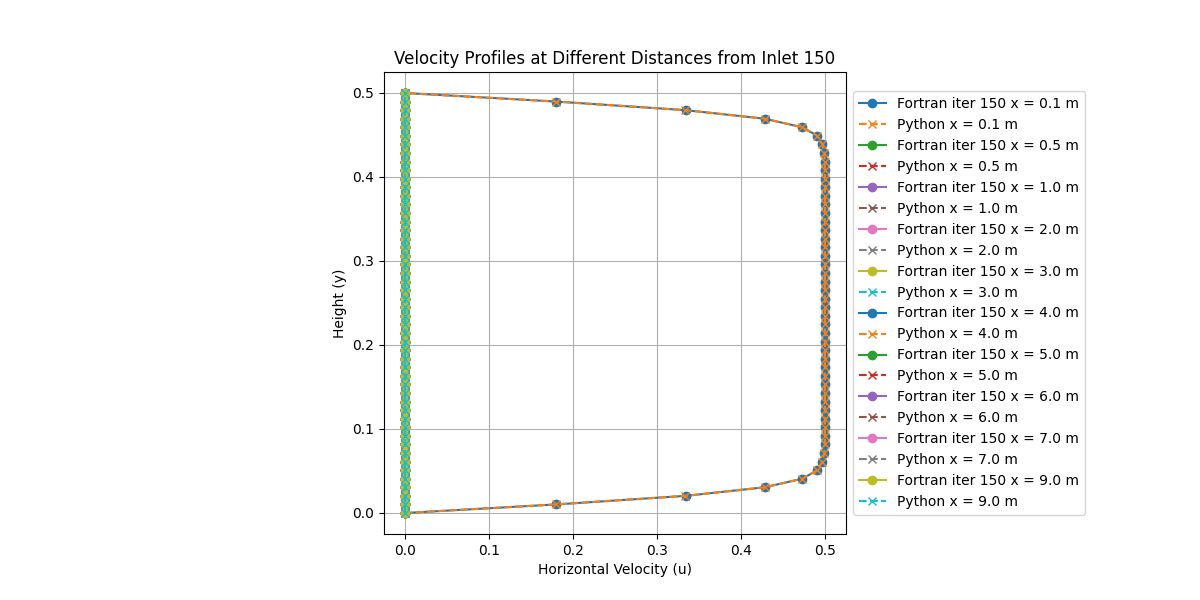 Velocity Profiles at Different Distances from Inlet 150
Height (y)
0.5
0.4
0.3
0.2
0.1
0.0
0.0 0.1 0.2 0.3 0.4 0.5
Horizontal Velocity (u)
Fortran iter 150 x = 0.1 m
Python x = 0.1 m
Fortran iter 150 x = 0.5 m
Python x = 0.5 m
Fortran iter 150 x = 1.0 m
Python x = 1.0 m
Fortran iter 150 x = 2.0 m
Python x = 2.0 m
Fortran iter 150 x = 3.0 m
Python x = 3.0 m
Fortran iter 150 x = 4.0 m
Python x = 4.0 m
Fortran iter 150 x = 5.0 m
Python x = 5.0 m
Fortran iter 150 x = 6.0 m
Python x = 6.0 m
Fortran iter 150 x = 7.0 m
Python x = 7.0 m
Fortran iter 150 x = 9.0 m
Python x = 9.0 m